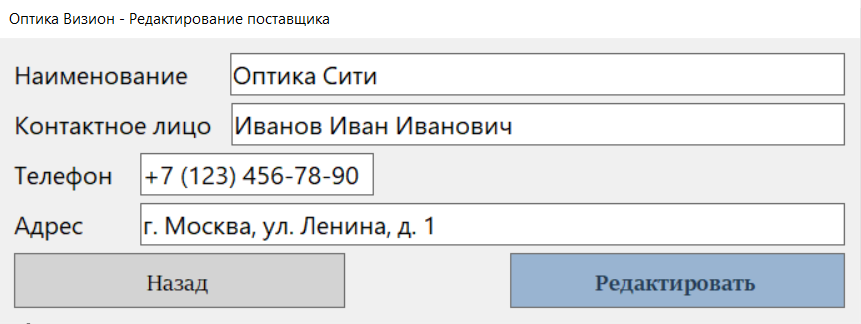 Оптика Визион - Редактирование поставщика
Наименование Оптика Сити
Контактное лицо Иванов Иван Иванович
Телефон +7 (123) 456-78-90
Адрес г. Москва, ул. Ленина, д. 1
Назад Редактировать